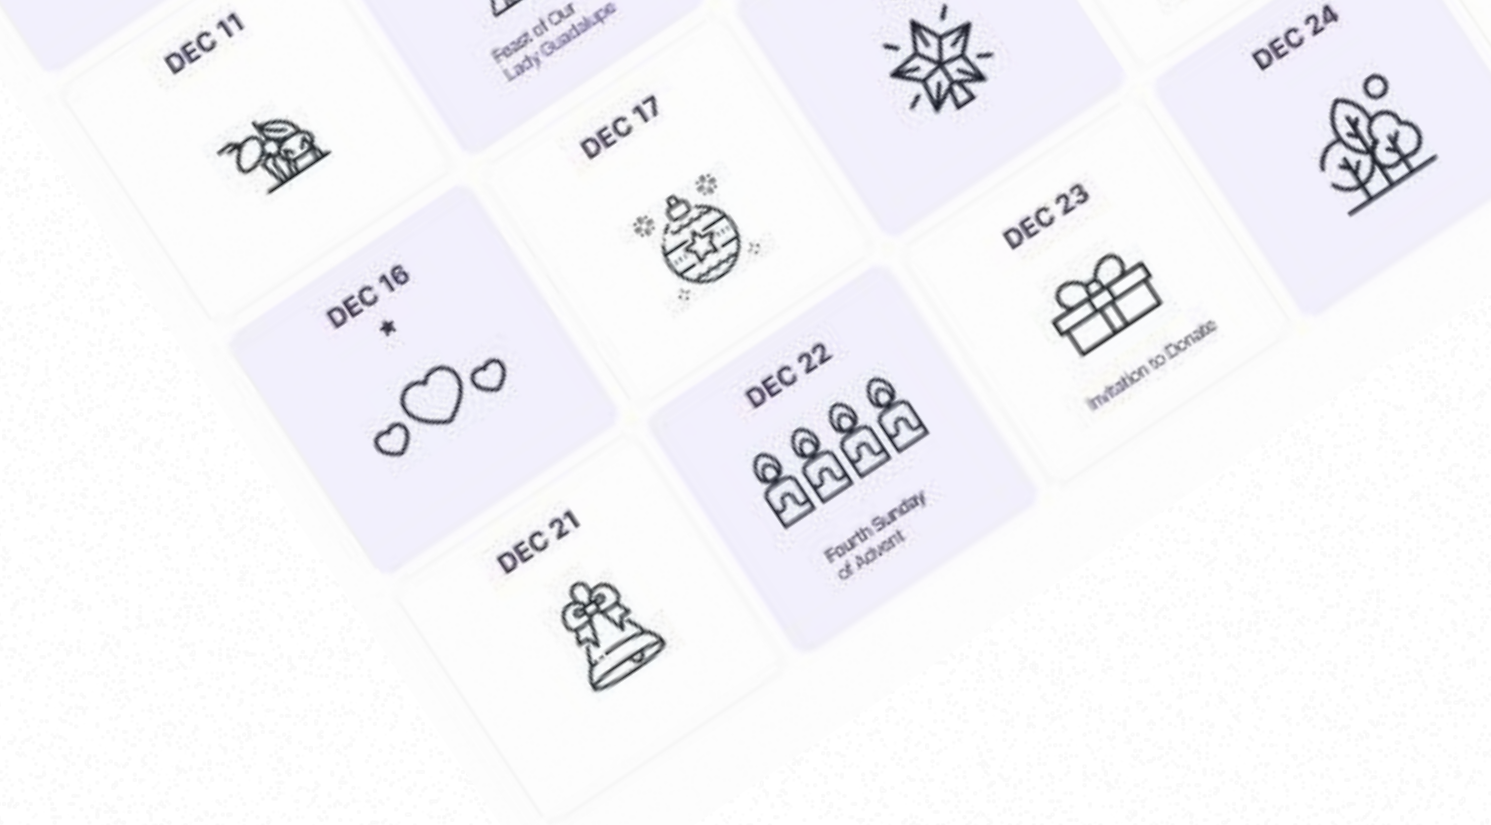 DEC 11
Feast of Our
Lady Guadalupe
DEC 17
DEC 24
DEC 16
DEC 23
Invitation to Donate
DEC 22
Fourth Sunday
of Advent
DEC 21